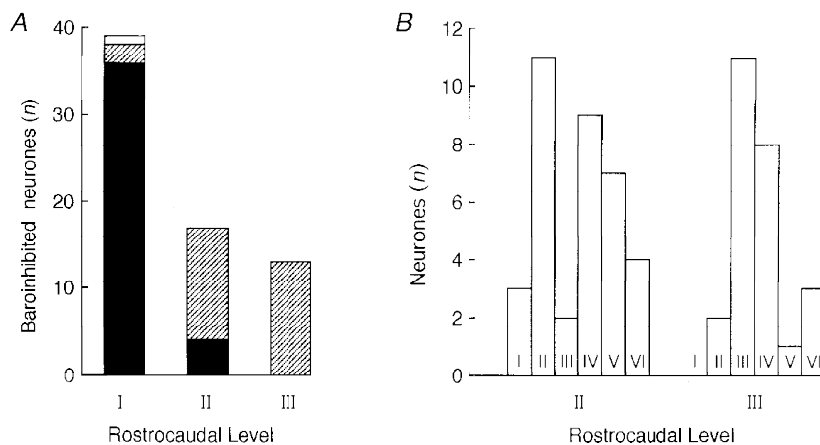 A
Baroinhibited neurones (n)
40
30
20
10
0
I
II
III
Rostrocaudal Level
B
Neurones (n)
12
10
8
6
4
2
0
I II III IV V VI
I II III IV V VI
II
III
Rostrocaudal Level